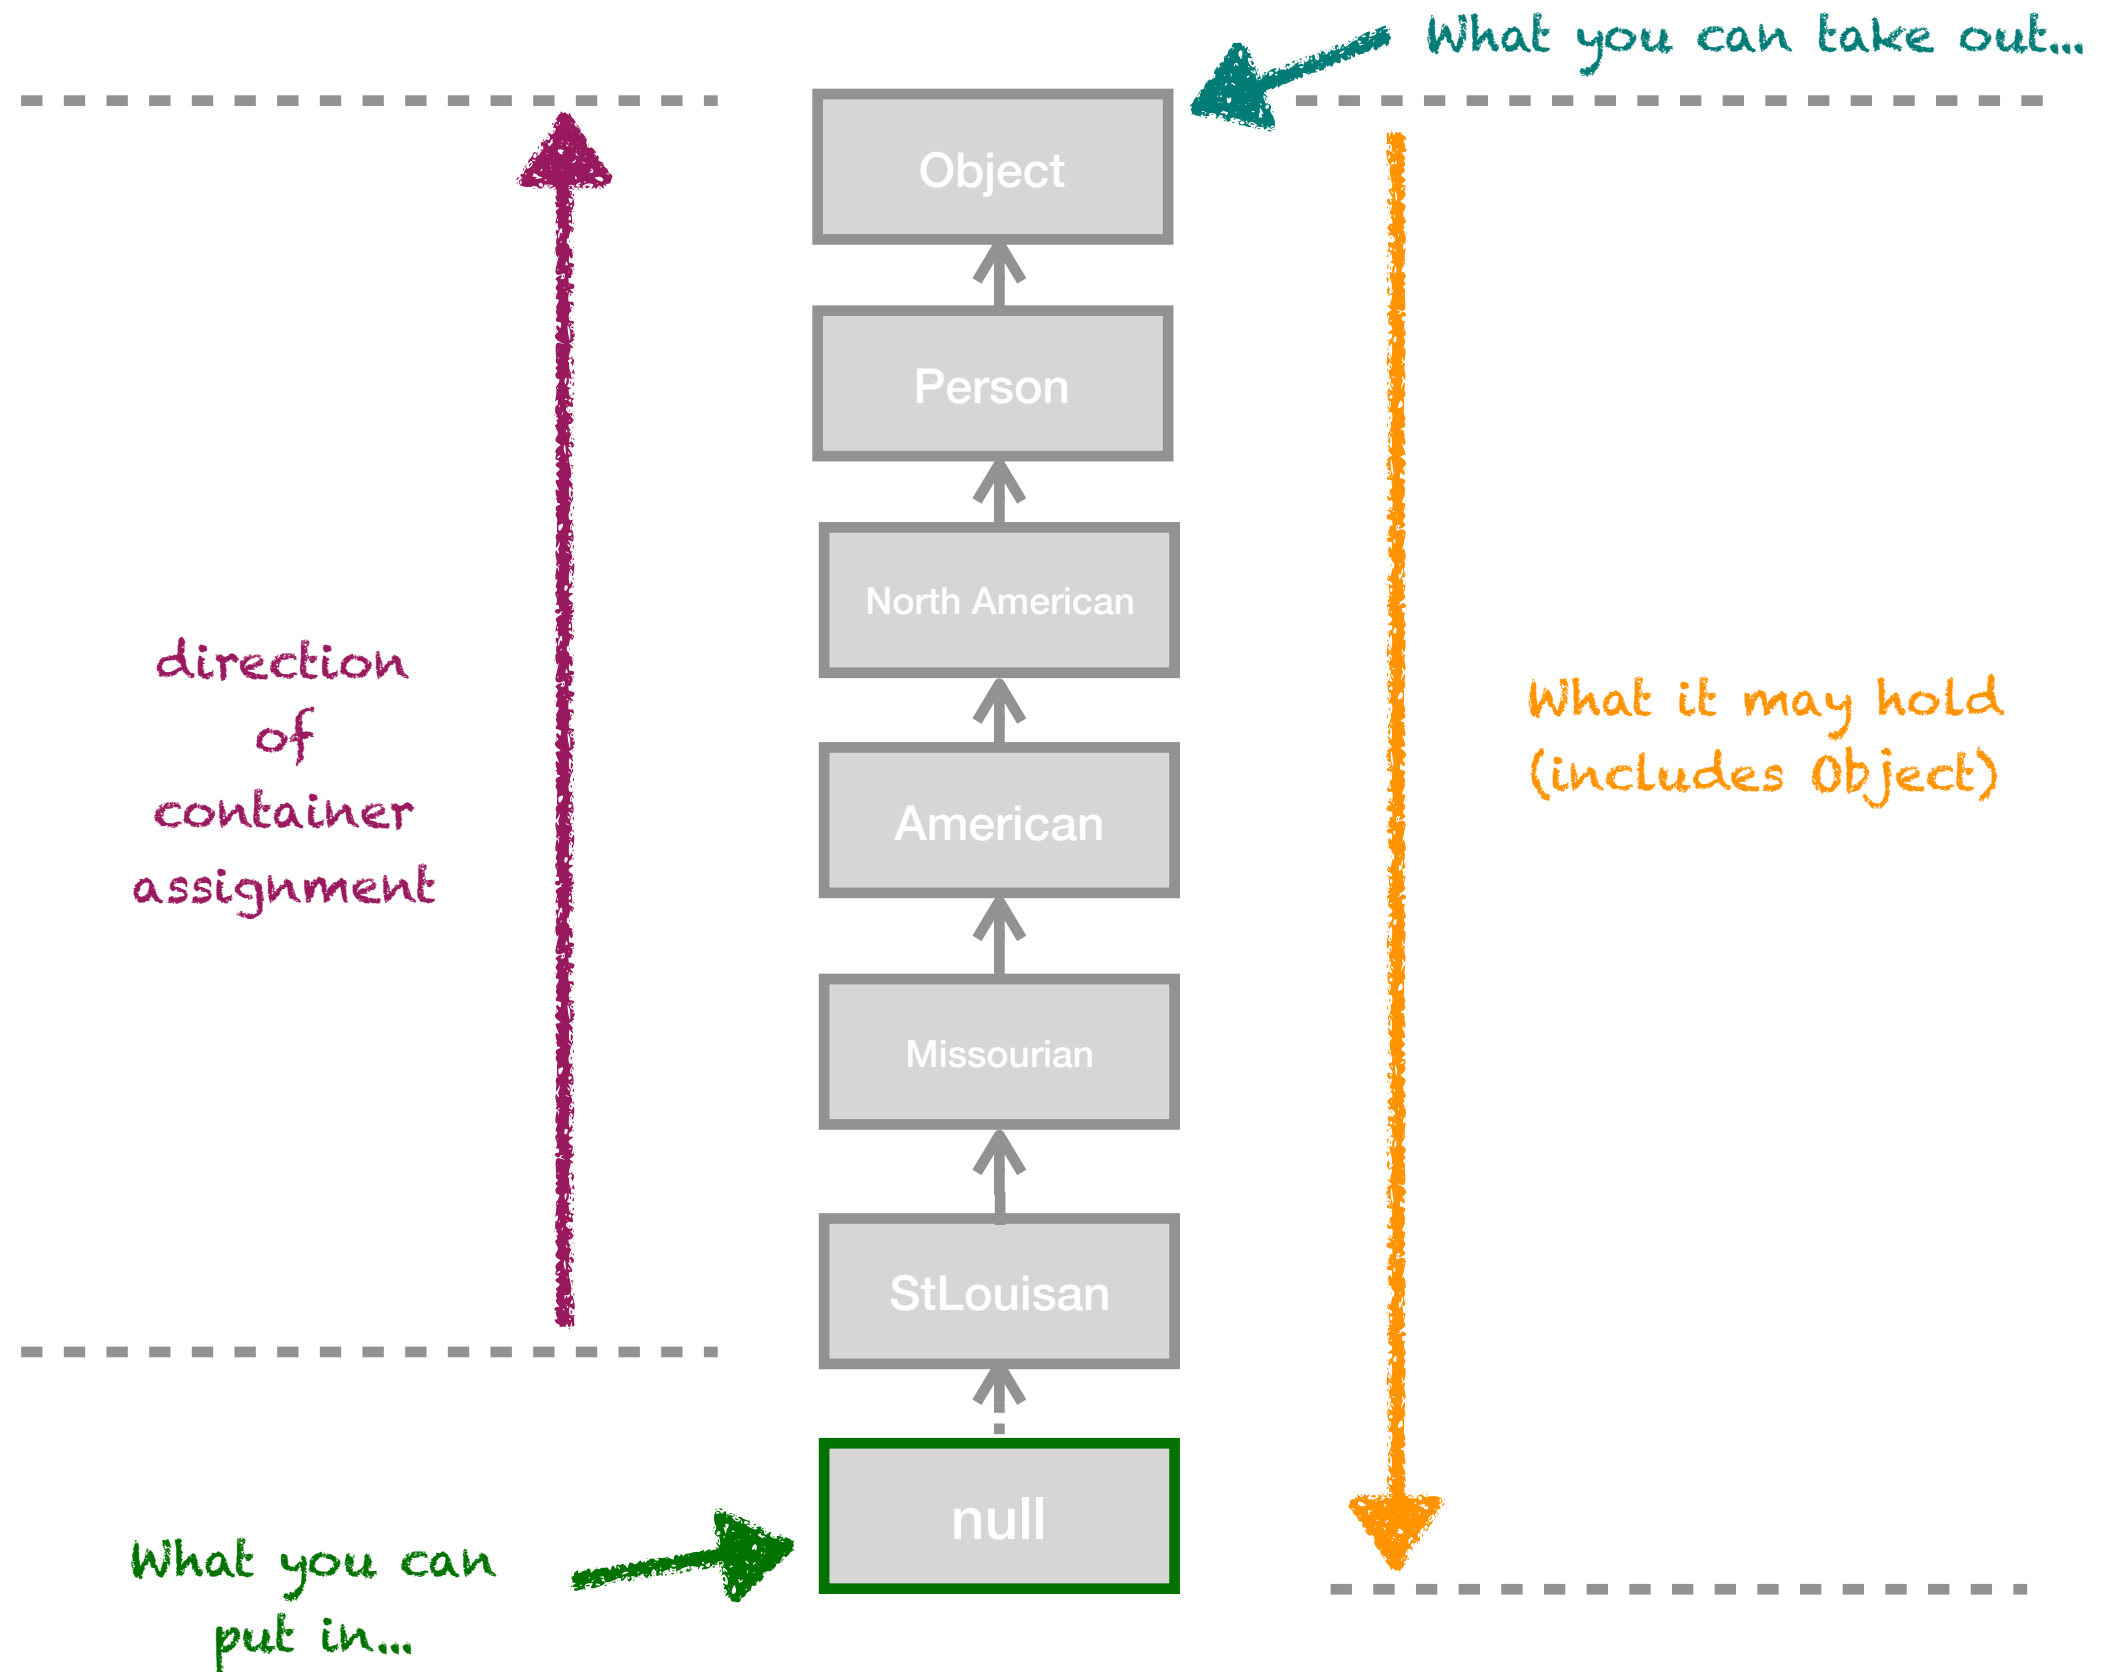 What you can take out...
Object
Person
North American
direction
of
container
assignment
What it may hold
(includes Object)
American
Missourian
StLouisan
null
What you can
put in...